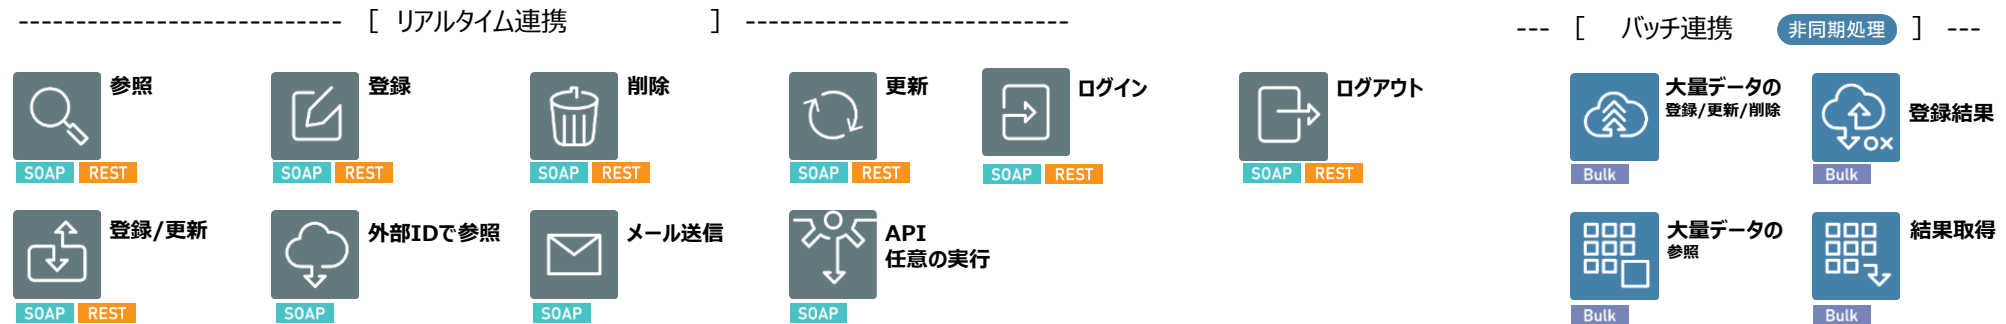 --------------------------- [ リアルタイム連携 ] ---------------------------
--- [ バッチ連携 非同期処理 ] ---
参照
SOAP REST
登録
SOAP REST
削除
SOAP REST
更新
SOAP REST
ログイン
SOAP REST
ログアウト
SOAP REST
大量データの
登録/更新/削除
Bulk
登録結果
OX
Bulk
登録/更新
SOAP REST
外部IDで参照
SOAP
メール送信
SOAP
API
任意の実行
SOAP
大量データの
参照
Bulk
結果取得
Bulk